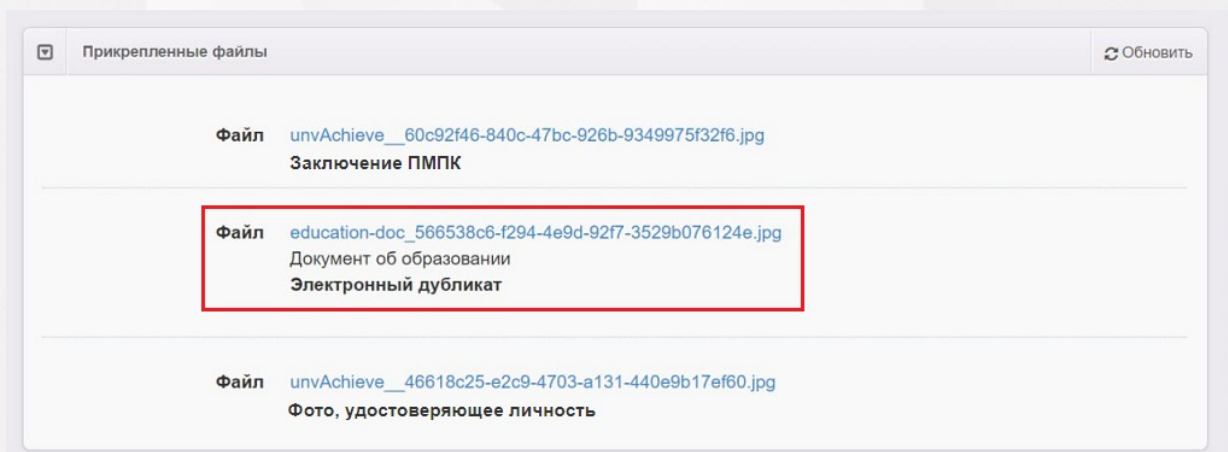 Прикрепленные файлы
Обновить
Файл unvAchieve__60c92f46-840c-47bc-926b-9349975f32f6.jpg
Заключение ПМПК
Файл education-doc_566538c6-f294-4e9d-92f7-3529b076124e.jpg
Документ об образовании
Электронный дубликат
Файл unvAchieve__46618c25-e2c9-4703-a131-440e9b17ef60.jpg
Фото, удостоверяющее личность